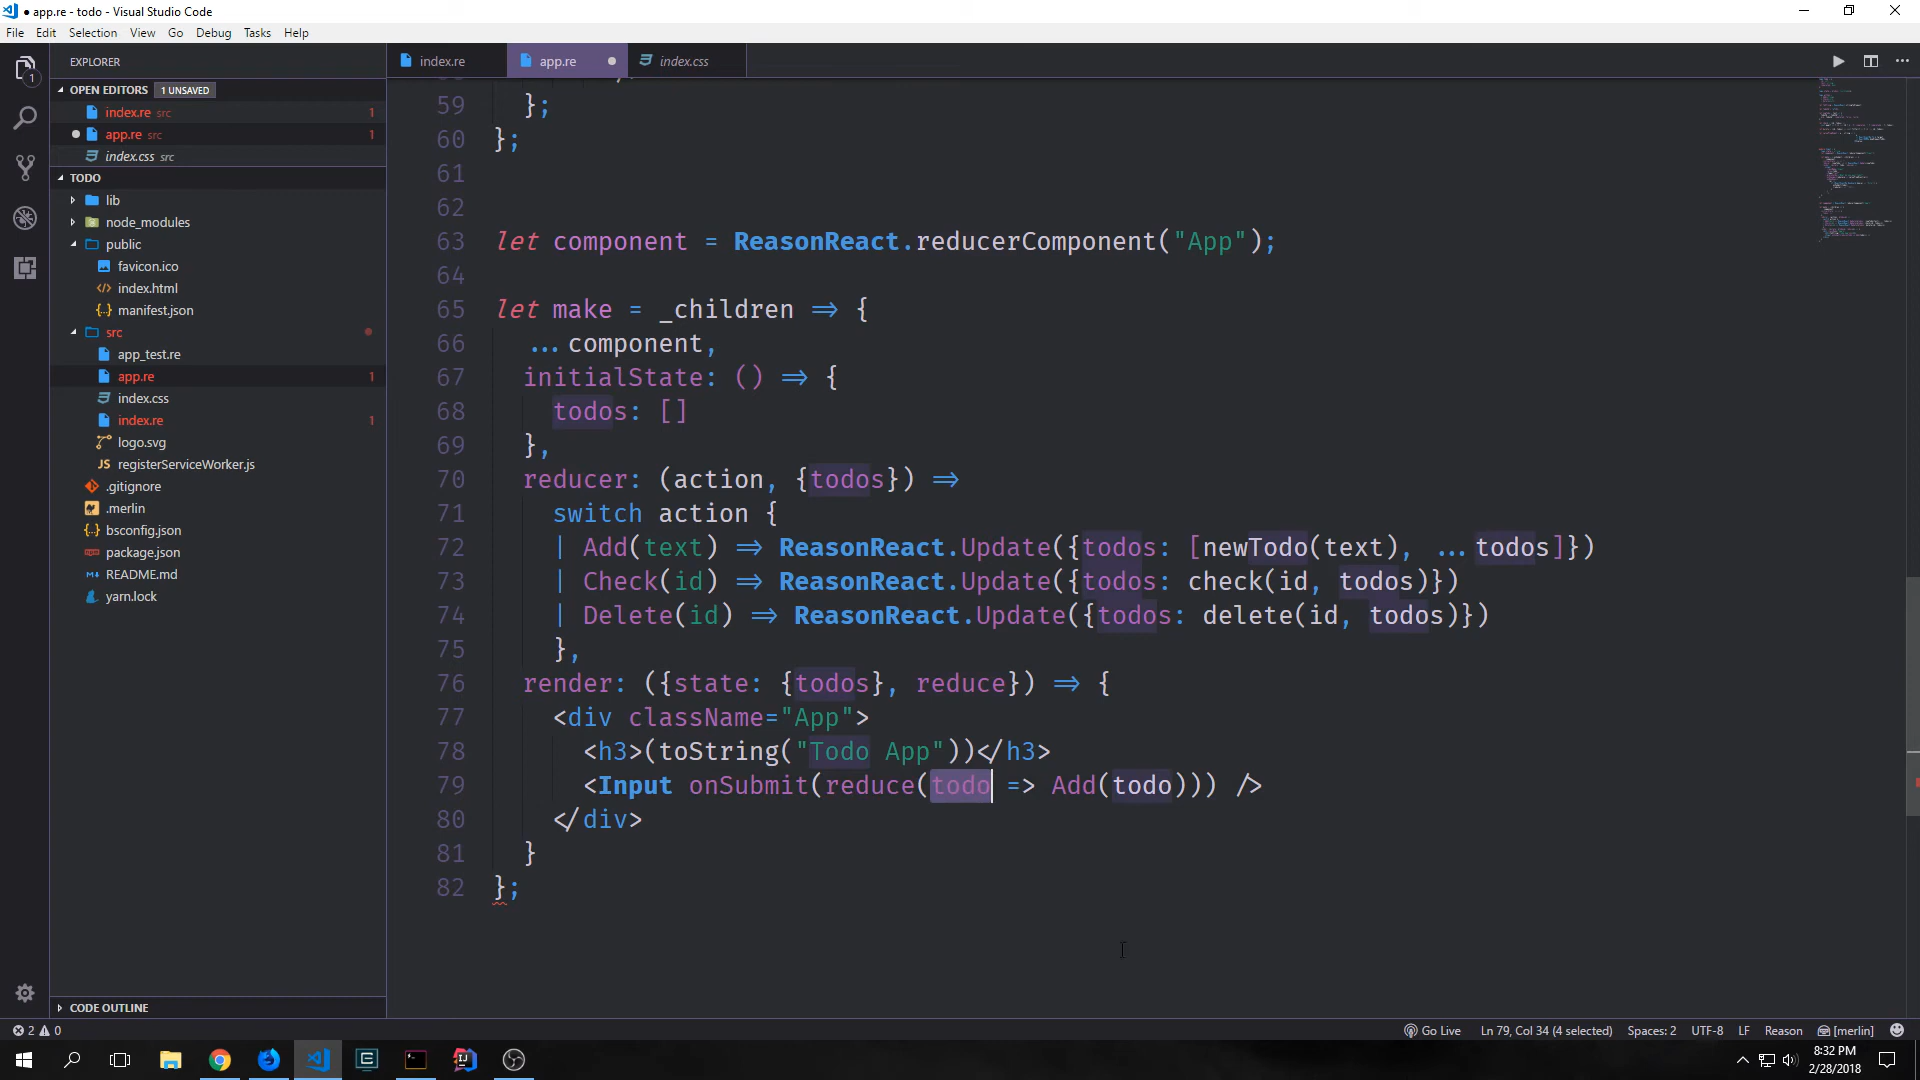 ● app.re - todo - Visual Studio Code
File Edit Selection View Go Debug Tasks Help
EXPLORER
OPEN EDITORS 1 UNSAVED
index.re src 1
app.re src 1
index.css src
TODO
lib
node_modules
public
favicon.ico
index.html
manifest.json
src
app_test.re
app.re 1
index.css
index.re 1
logo.svg
JS registerServiceWorker.js
.gitignore
.merlin
bsconfig.json
package.json
README.md
yarn.lock
CODE OUTLINE
index.re app.re index.css
59 };
60 };
61
62
63 let component = ReasonReact.reducerComponent("App");
64
65 let make = _children => {
66 ...component,
67 initialState: () => {
68 todos: []
69 },
70 reducer: (action, {todos}) =>
71 switch action {
72 | Add(text) => ReasonReact.Update({todos: [newTodo(text), ...todos]})
73 | Check(id) => ReasonReact.Update({todos: check(id, todos)})
74 | Delete(id) => ReasonReact.Update({todos: delete(id, todos)})
75 },
76 render: ({state: {todos}, reduce}) => {
77 <div className="App">
78 <h3>(toString("Todo App"))</h3>
79 <Input onSubmit(reduce(todo => Add(todo))) />
80 </div>
81 }
82 };
2 0 Go Live Ln 79, Col 34 (4 selected) Spaces: 2 UTF-8 LF Reason [merlin]
8:32 PM
2/28/2018